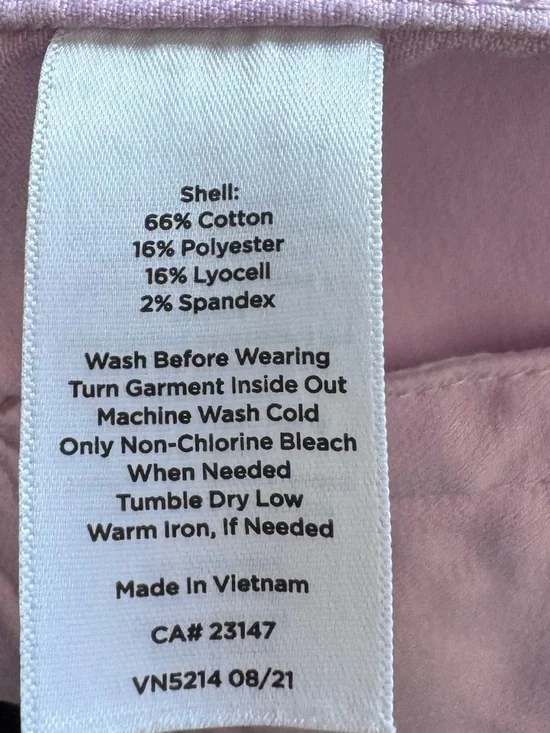 Shell:
66% Cotton
16% Polyester
16% Lyocell
2% Spandex
Wash Before Wearing
Turn Garment Inside Out
Machine Wash Cold
Only Non-Chlorine Bleach
When Needed
Tumble Dry Low
Warm Iron, If Needed
Made In Vietnam
CA# 23147
VN5214 08/21